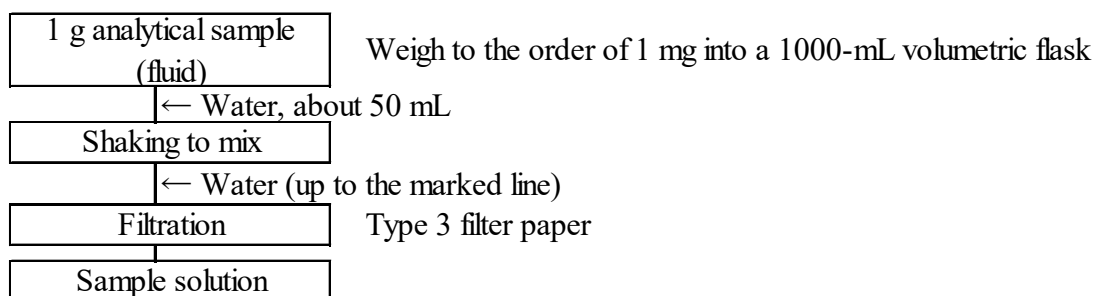 1 g analytical sample
(fluid)
Weigh to the order of 1 mg into a 1000-mL volumetric flask
← Water, about 50 mL
Shaking to mix
← Water (up to the marked line)
Filtration
Type 3 filter paper
Sample solution